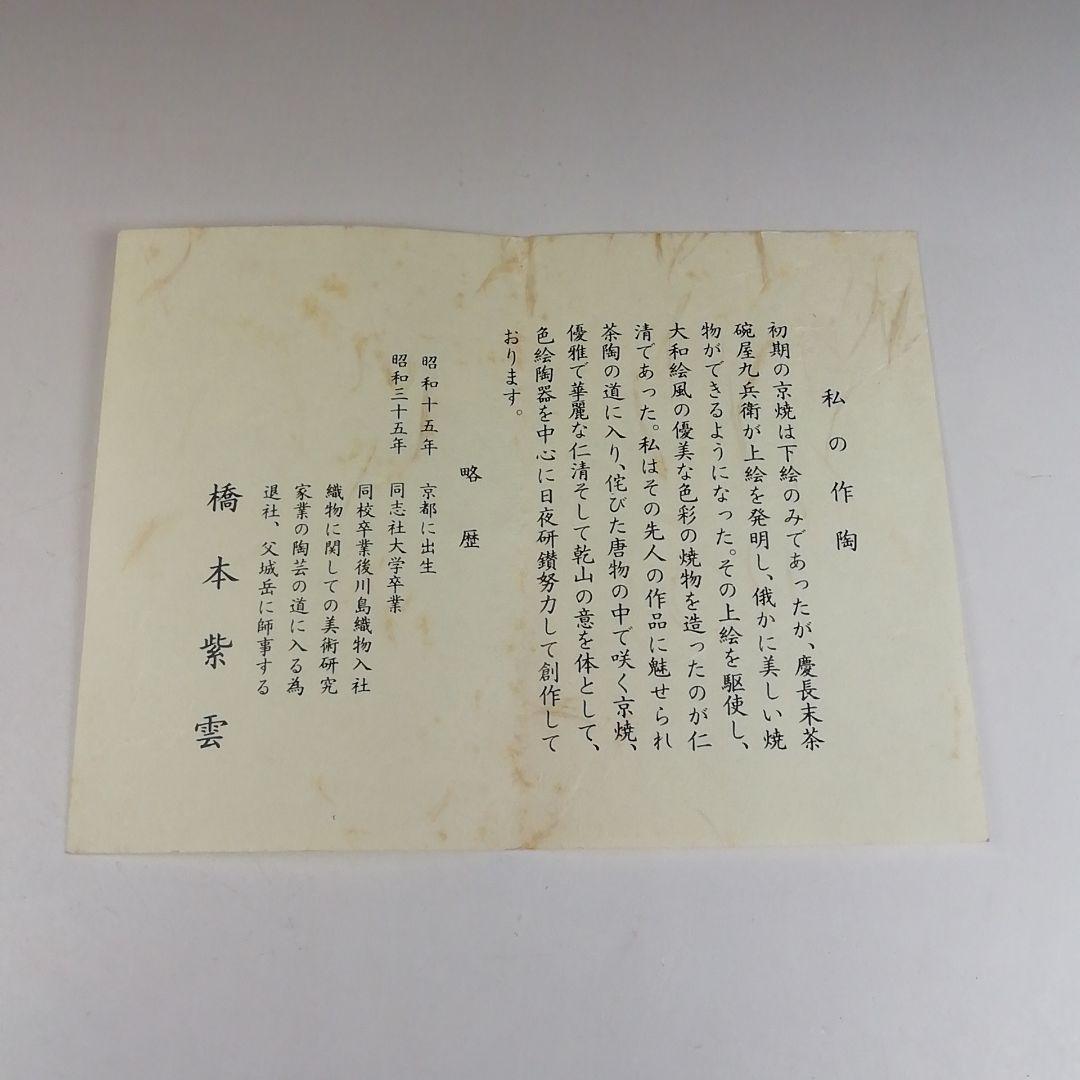 私の作陶
初期の京焼は下絵のみであったが、慶長末茶
碗屋九兵衛が上絵を発明し、俄かに美しい焼
物ができるようになった。その上絵を駆使し、
大和絵風の優美な色彩の焼物を造ったのが仁
清であった。私はその先人の作品に魅せられ
茶陶の道に入り、侘びた唐物の中で咲く京焼、
優雅で華麗な仁清そして乾山の意を体として、
色絵陶器を中心に日夜研鑚努力して創作して
おります。
略歴
昭和十五年 京都に出生
昭和三十五年 同志社大学卒業
同校卒業後川島織物入社
織物に関しての美術研究
家業の陶芸の道に入る為
退社、父城岳に師事する
橋本紫雲